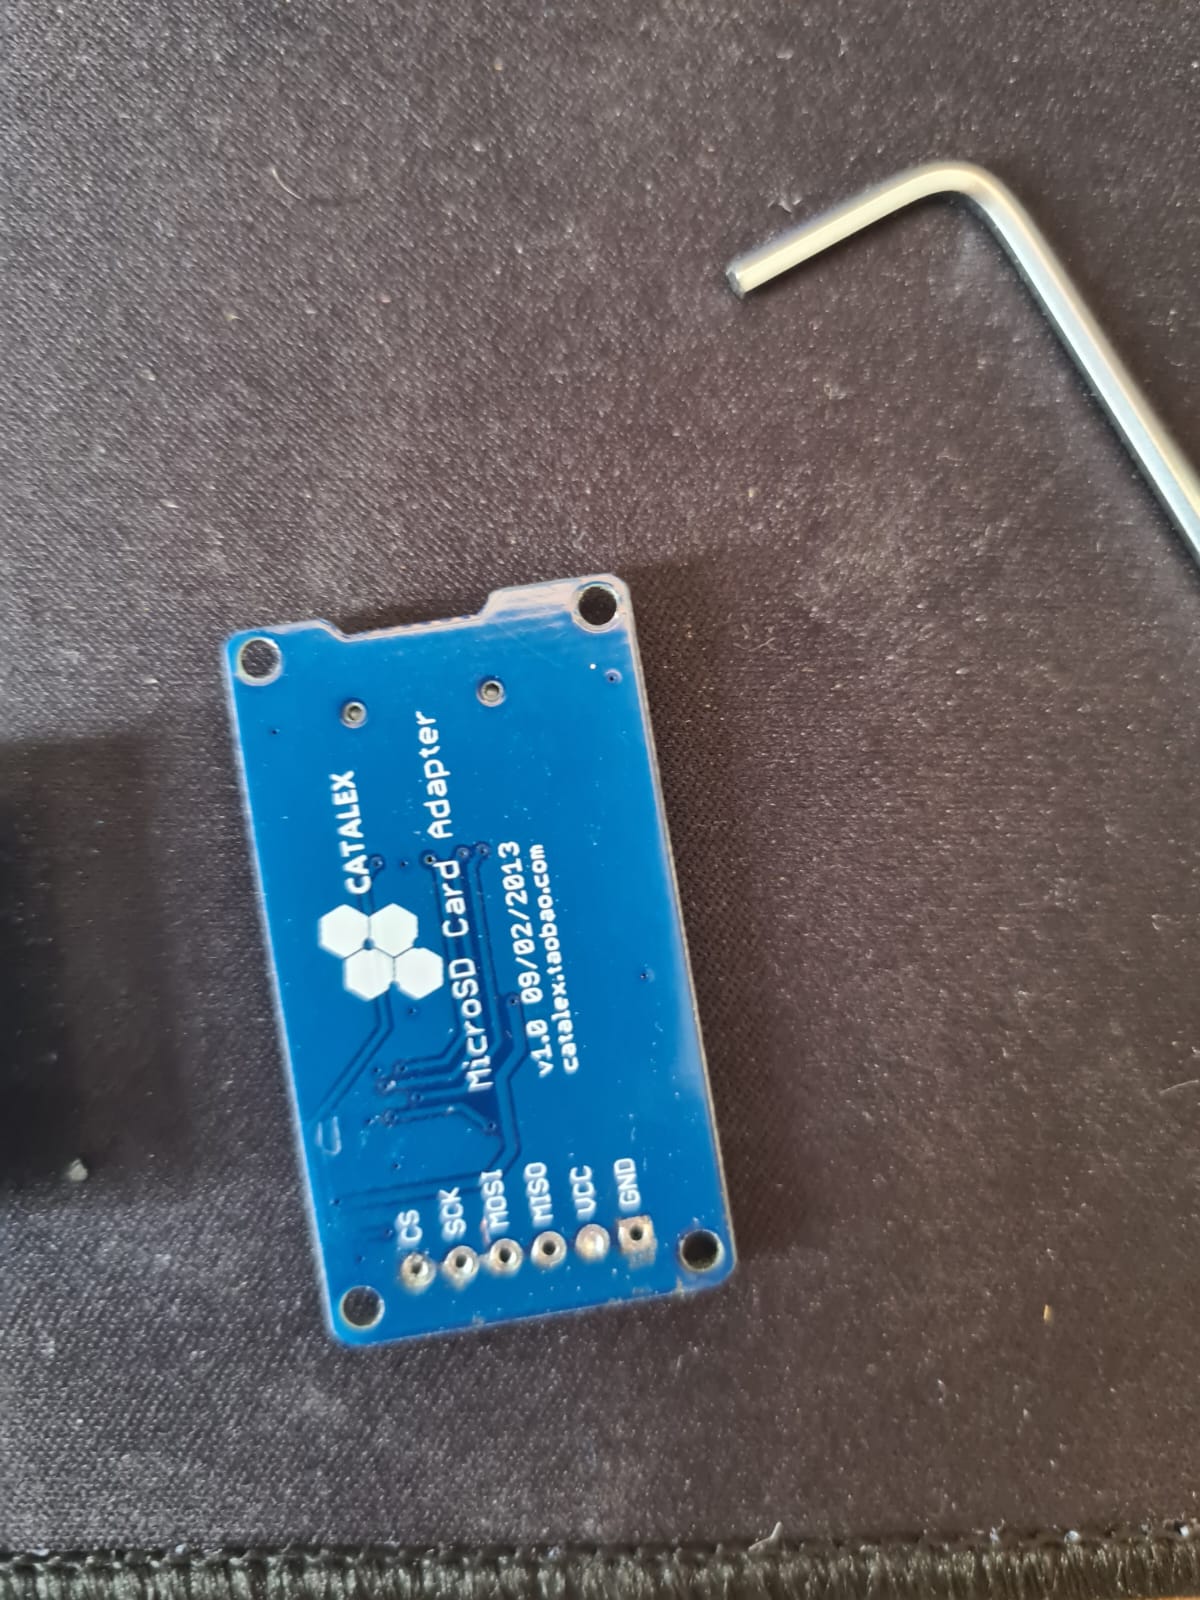 CATALEX
MicroSD Card Adapter
v1.0 09/02/2013
catalex.taobao.com
CS
SCK
MOSI
MISO
VCC
GND